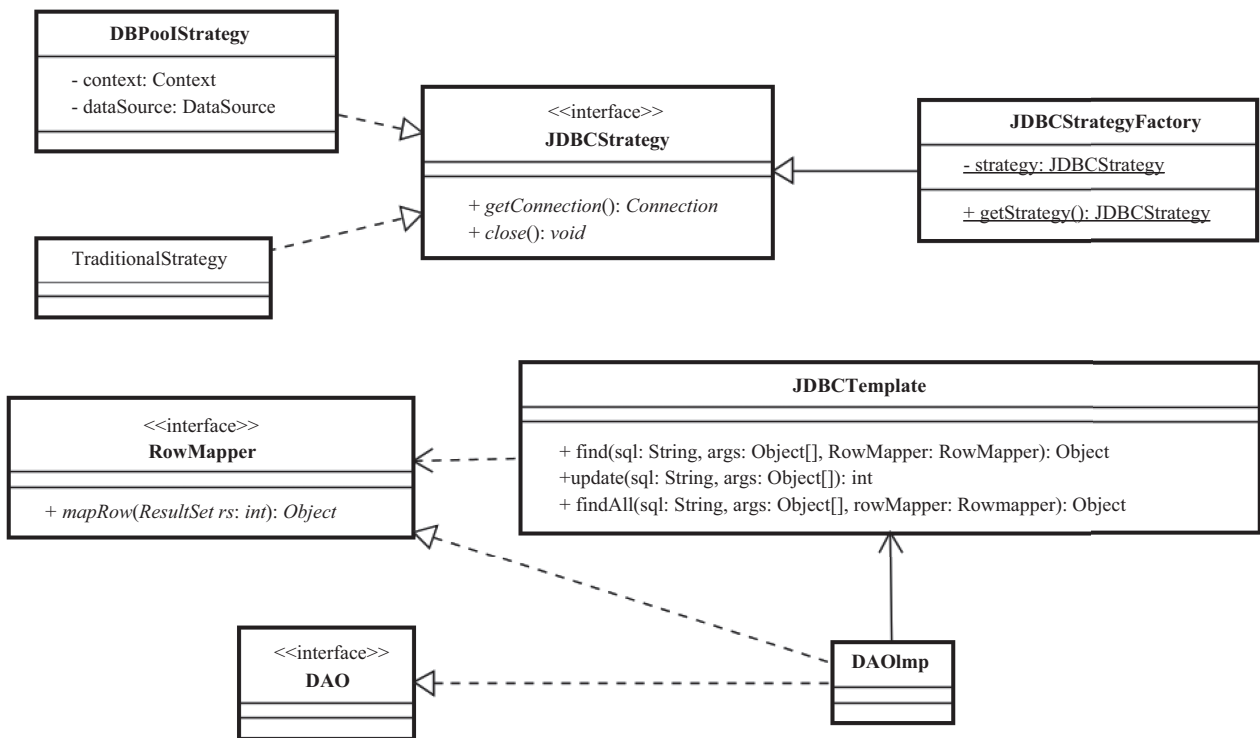 DBPooIStrategy
- context: Context
- dataSource: DataSource
<<interface>>
JDBCStrategy
+ getConnection(): Connection
+ close(): void
JDBCStrategyFactory
- strategy: JDBCStrategy
+ getStrategy(): JDBCStrategy
TraditionalStrategy
JDBCTemplate
+ find(sql: String, args: Object[], RowMapper: RowMapper): Object
+update(sql: String, args: Object[]): int
+ findAll(sql: String, args: Object[], rowMapper: Rowmapper): Object
<<interface>>
RowMapper
+ mapRow(ResultSet rs: int): Object
<<interface>>
DAO
DAOlmp